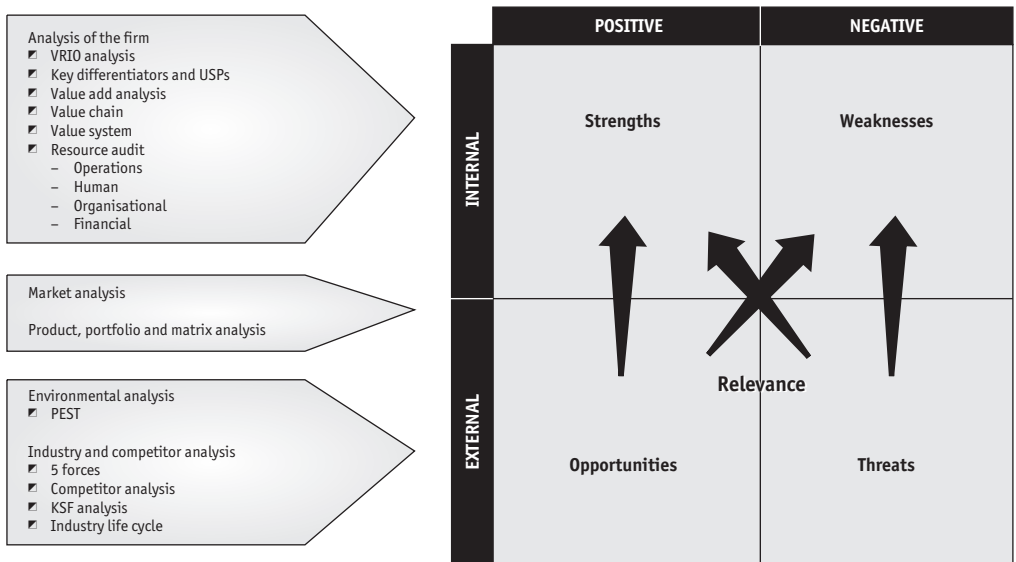 Analysis of the firm
VRIO analysis
Key differentiators and USPs
Value add analysis
Value chain
Value system
Resource audit
– Operations
– Human
– Organisational
– Financial
Market analysis
Product, portfolio and matrix analysis
Environmental analysis
PEST
Industry and competitor analysis
5 forces
Competitor analysis
KSF analysis
Industry life cycle
POSITIVE
NEGATIVE
INTERNAL
Strengths
Weaknesses
Relevance
EXTERNAL
Opportunities
Threats